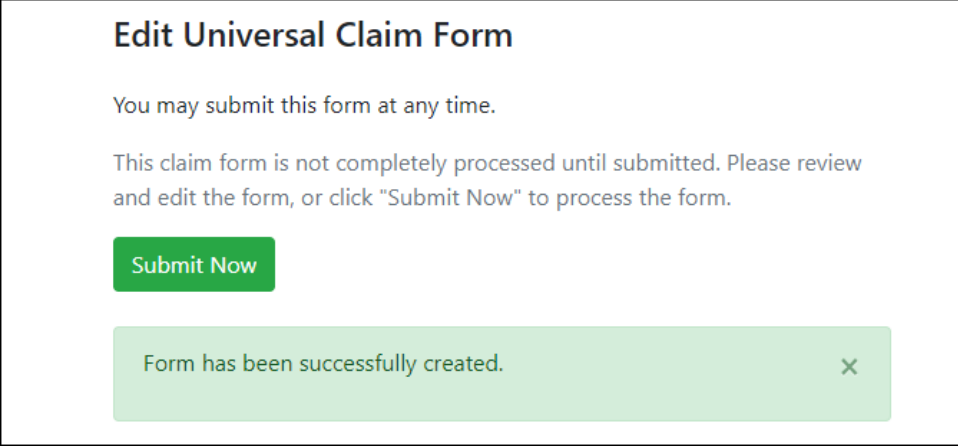 Edit Universal Claim Form
You may submit this form at any time.
This claim form is not completely processed until submitted. Please review
and edit the form, or click "Submit Now" to process the form.
Submit Now
Form has been successfully created. ×